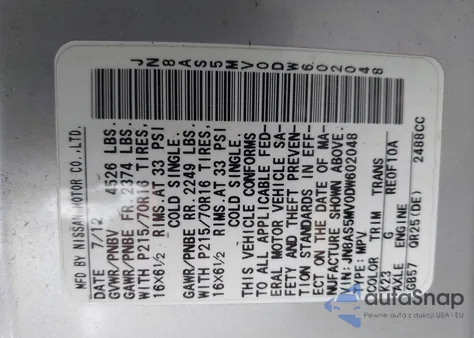 JN8AS5MV0DW602048
MFD BY NISSAN MOTOR CO.,LTD.
DATE 7/12
GVWR/PNBV 4526 LBS.
GAWR/PNBE FR. 2374 LBS.
WITH P215/70R16 TIRES,
16X6½ RIMS. AT 33 PSI
COLD SINGLE.
GAWR/PNBE RR. 2249 LBS.
WITH P215/70R16 TIRES,
16X6½ RIMS. AT 33 PSI
COLD SINGLE.
THIS VEHICLE CONFORMS
TO ALL APPLICABLE FED-
ERAL MOTOR VEHICLE SA-
FETY AND THEFT PREVEN-
TION STANDARDS IN EFF-
ECT ON THE DATE OF MA-
NUFACTURE SHOWN ABOVE.
VIN: JN8AS5MV0DW602048
TYPE: MPV
COLOR TRIM TRANS
K23 G RE0F10A
AXLE ENGINE
GB57 QR25(DE) 2488CC
autaSnap
Pewne auta z aukcji USA i EU